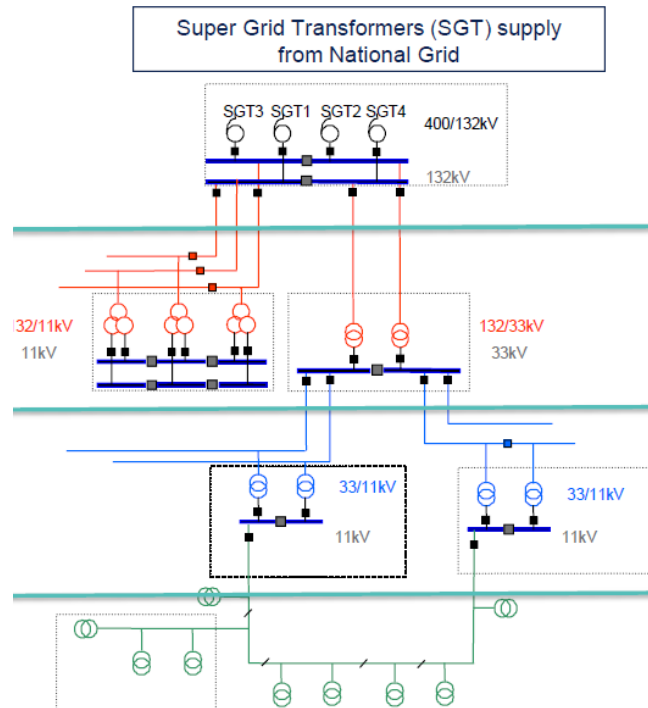 Super Grid Transformers (SGT) supply
from National Grid
SGT3 SGT1 SGT2 SGT4
400/132kV
132kV
132/11kV
11kV
132/33kV
33kV
33/11kV
11kV
33/11kV
11kV